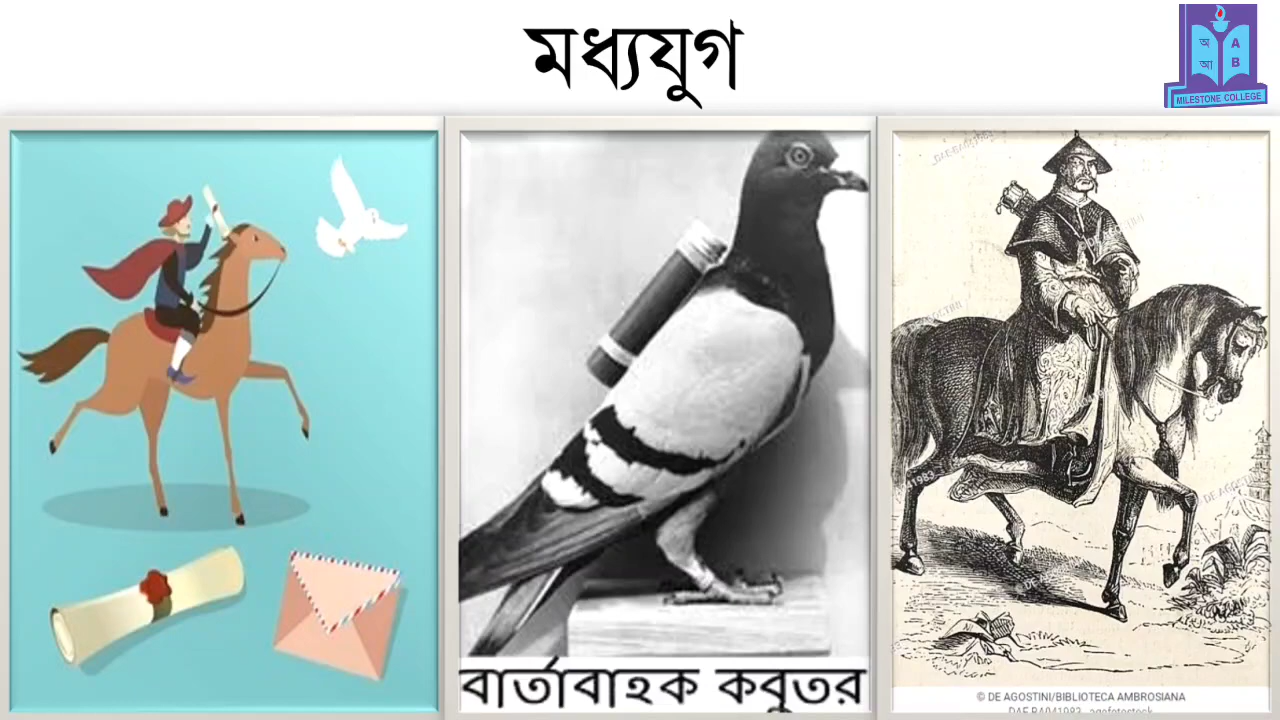 মধ্যযুগ
অ A
আ B
MILESTONE COLLEGE
বার্তাবাহক কবুতর
© DE AGOSTINI/BIBLIOTECA AMBROSIANA